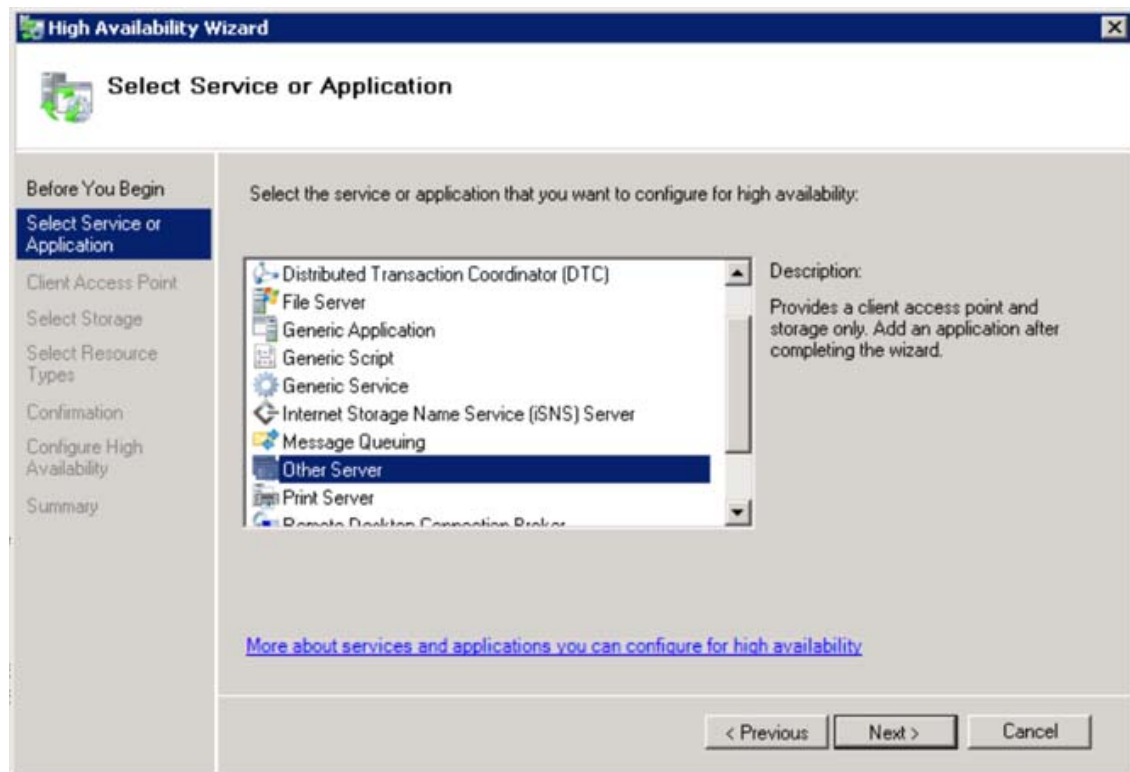 High Availability Wizard
Select Service or Application
Before You Begin
Select Service or
Application
Client Access Point
Select Storage
Select Resource
Types
Confirmation
Configure High
Availability
Summary
Select the service or application that you want to configure for high availability:
Distributed Transaction Coordinator (DTC)
File Server
Generic Application
Generic Script
Generic Service
Internet Storage Name Service (iSNS) Server
Message Queuing
Other Server
Print Server
Remote Desktop Connection Broker
Description:
Provides a client access point and
storage only. Add an application after
completing the wizard.
More about services and applications you can configure for high availability
< Previous
Next >
Cancel